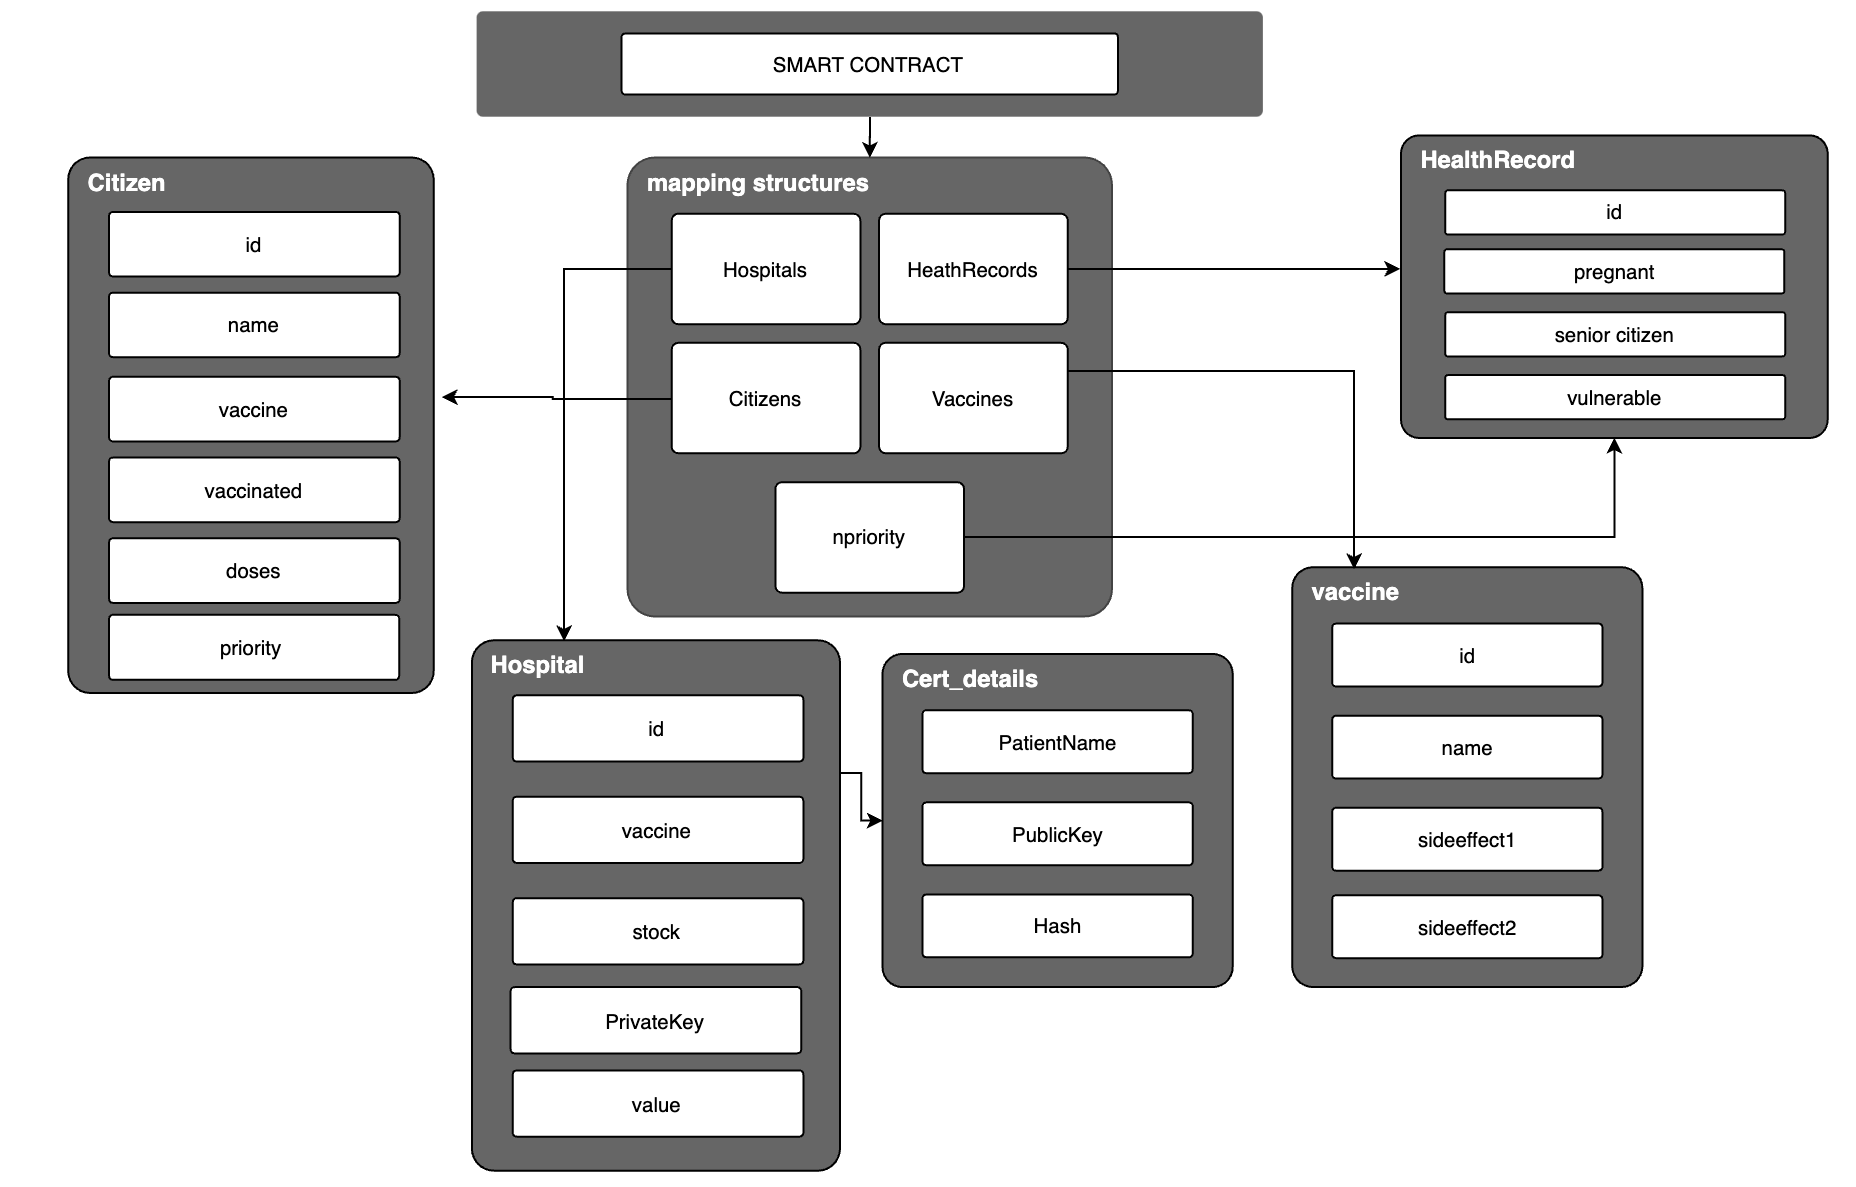 SMART CONTRACT
Citizen
id
name
vaccine
vaccinated
doses
priority
mapping structures
Hospitals
HeathRecords
Citizens
Vaccines
npriority
HealthRecord
id
pregnant
senior citizen
vulnerable
Hospital
id
vaccine
stock
PrivateKey
value
Cert_details
PatientName
PublicKey
Hash
vaccine
id
name
sideeffect1
sideeffect2